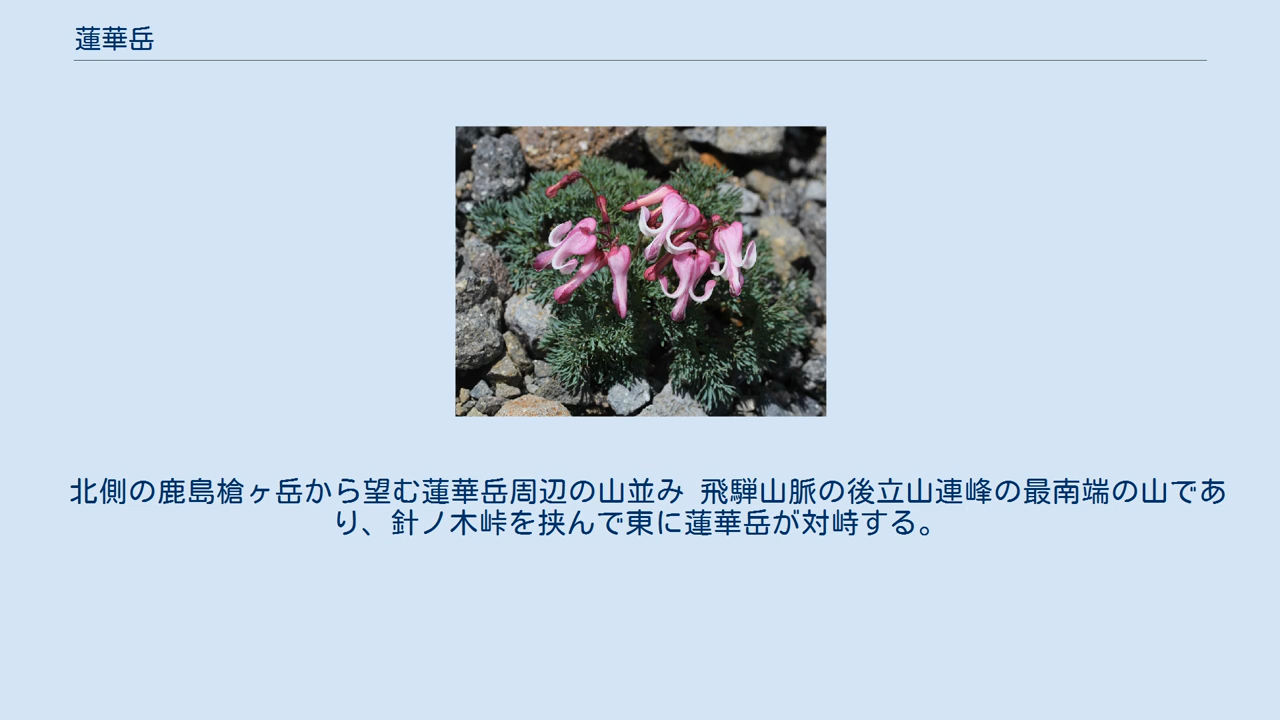 蓮華岳
北側の鹿島槍ヶ岳から望む蓮華岳周辺の山並み 飛騨山脈の後立山連峰の最南端の山であ
り、針ノ木峠を挟んで東に蓮華岳が対峙する。